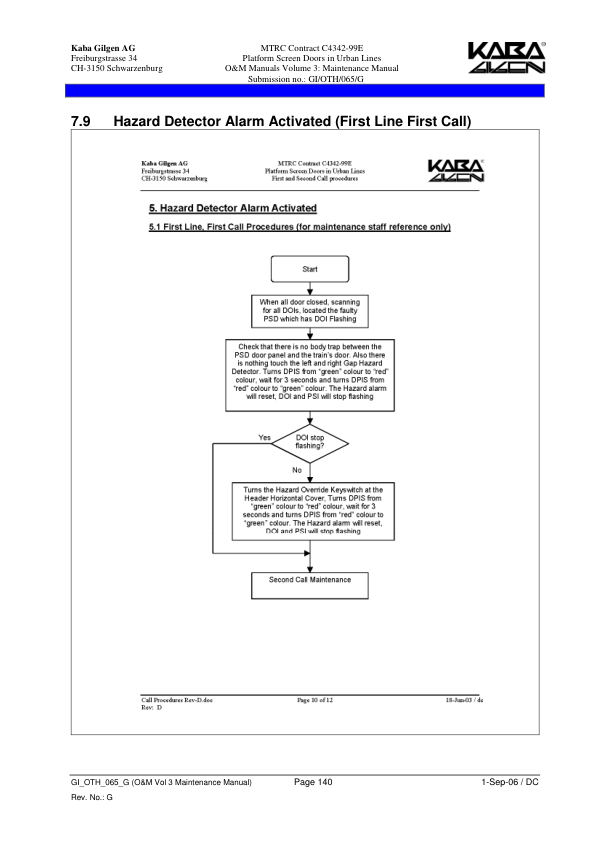 Kaba Gilgen AG
Freiburgstrasse 34
CH-3150 Schwarzenburg
MTRC Contract C4342-99E
Platform Screen Doors in Urban Lines
O&M Manuals Volume 3: Maintenance Manual
Submission no.: GI/OTH/065/G
KABA®
GILGEN
7.9 Hazard Detector Alarm Activated (First Line First Call)
Kaba Gilgen AG
Freiburgstrasse 34
CH-3150 Schwarzenburg
MTRC Contract C4342-99E
Platform Screen Doors in Urban Lines
First and Second Call procedures
KABA®
GILGEN
5. Hazard Detector Alarm Activated
5.1 First Line, First Call Procedures (for maintenance staff reference only)
Start
When all door closed, scanning
for all DOIs, located the faulty
PSD which has DOI Flashing
Check that there is no body trap between the
PSD door panel and the train's door. Also there
is nothing touch the left and right Gap Hazard
Detector. Turns DPIS from "green" colour to "red"
colour, wait for 3 seconds and turns DPIS from
"red" colour to "green" colour. The Hazard alarm
will reset, DOI and PSI will stop flashing
Yes
DOI stop
flashing?
No
Turns the Hazard Override Keyswitch at the
Header Horizontal Cover, Turns DPIS from
"green" colour to "red" colour, wait for 3
seconds and turns DPIS from "red" colour to
"green" colour. The Hazard alarm will reset,
DOI and PSI will stop flashing
Second Call Maintenance
Call Procedures Rev-D.doc
Rev: D
Page 10 of 12
18-Jun-03 / de
GI_OTH_065_G (O&M Vol 3 Maintenance Manual)
Rev. No.: G
Page 140
1-Sep-06 / DC